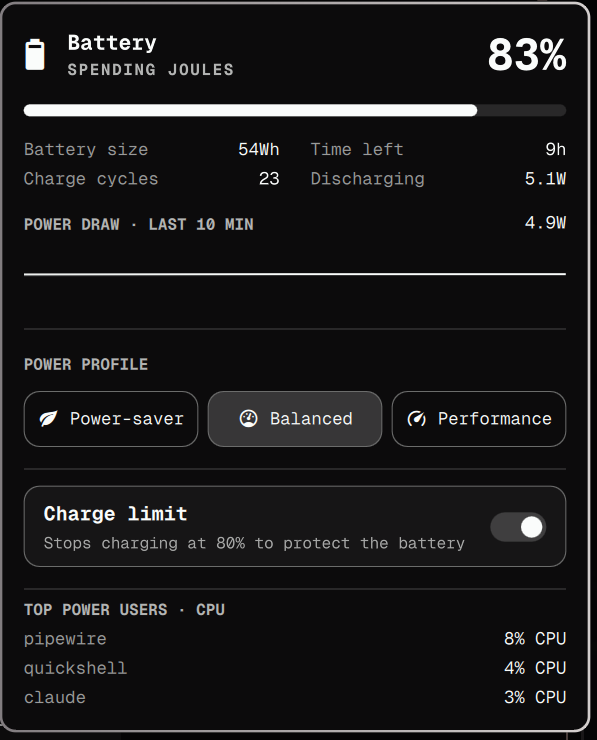 Battery
SPENDING JOULES
83%
Battery size 54Wh Time left 9h
Charge cycles 23 Discharging 5.1W
POWER DRAW · LAST 10 MIN 4.9W
POWER PROFILE
Power-saver Balanced Performance
Charge limit
Stops charging at 80% to protect the battery
TOP POWER USERS · CPU
pipewire 8% CPU
quickshell 4% CPU
claude 3% CPU